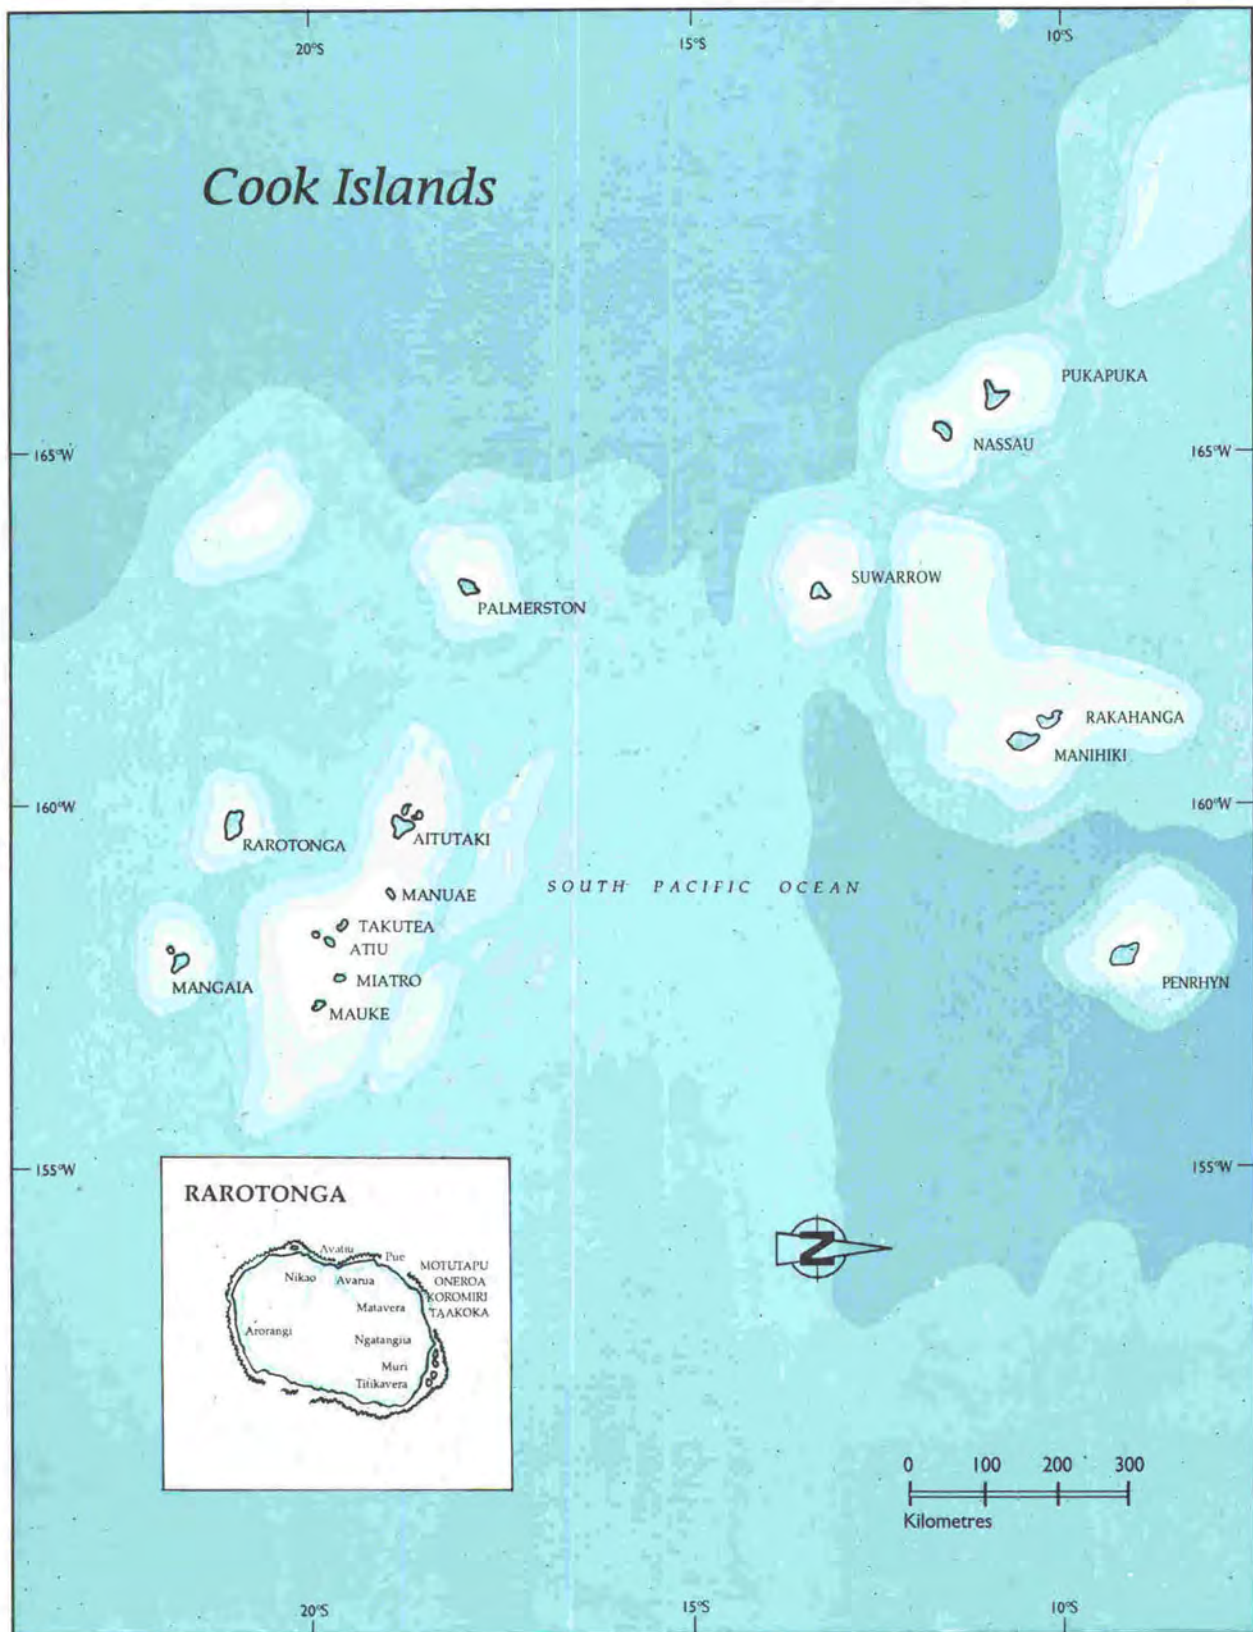 20°S
15°S
10°S
Cook Islands
PUKAPUKA
NASSAU
165°W
165°W
SUWARROW
PALMERSTON
RAKAHANGA
MANIHIKI
160°W
160°W
RAROTONGA
AITUTAKI
MANUAE
SOUTH PACIFIC OCEAN
TAKUTEA
ATIU
MANGAIA
MIATRO
PENRHYN
MAUKE
155°W
155°W
RAROTONGA
Avatiu
Pue
MOTUTAPU
Nikao
Avarua
ONEROA
KOROMIRI
Matavera
TAAKOKA
Arorangi
Ngatangiia
Muri
Titikavera
N
0 100 200 300
Kilometres
20°S
15°S
10°S